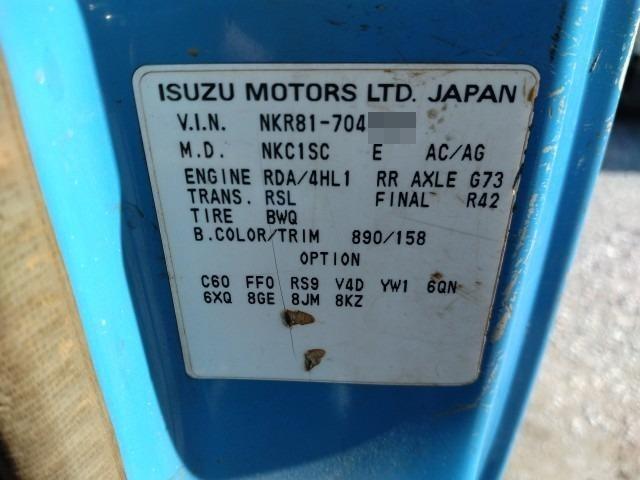 ISUZU MOTORS LTD. JAPAN
V.I.N. NKR81-704
M.D. NKC1SC E AC/AG
ENGINE RDA/4HL1 RR AXLE G73
TRANS. RSL FINAL R42
TIRE BWQ
B.COLOR/TRIM 890/158
OPTION
C60 FF0 RS9 V4D YW1 6QN
6XQ 8GE 8JM 8KZ